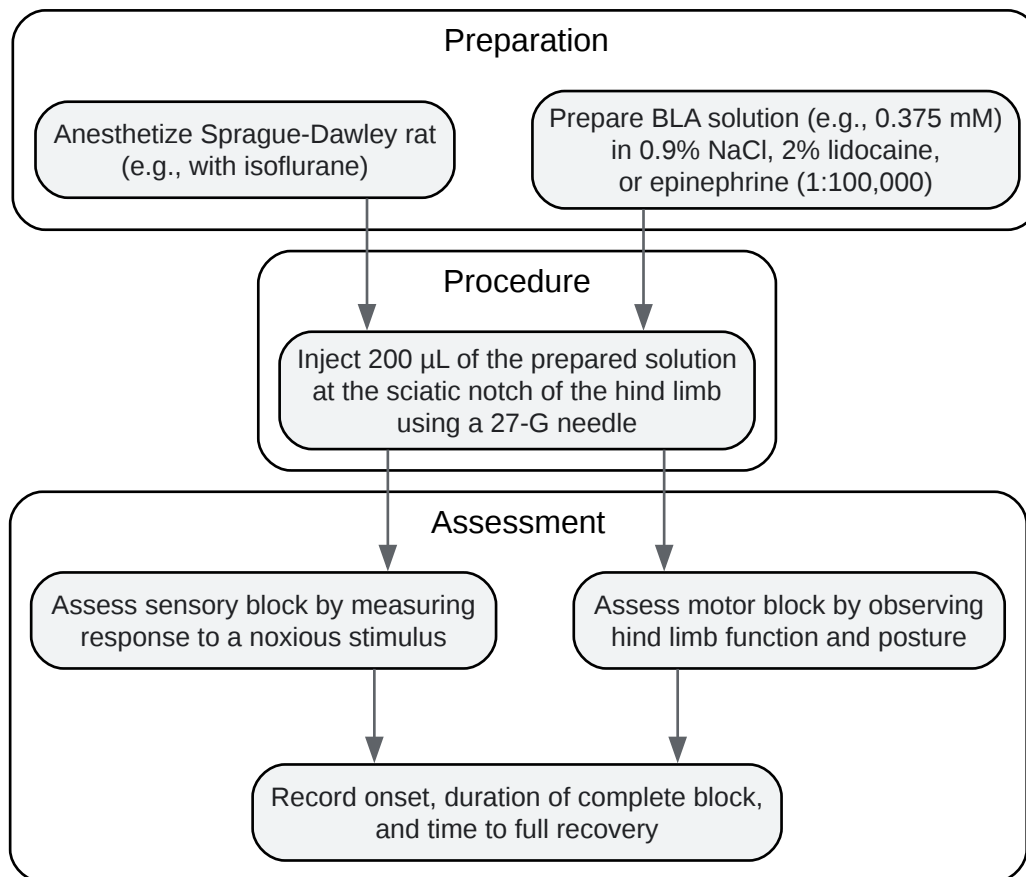 Preparation
Anesthetize Sprague-Dawley rat
(e.g., with isoflurane)
Prepare BLA solution (e.g., 0.375 mM)
in 0.9% NaCl, 2% lidocaine,
or epinephrine (1:100,000)
Procedure
Inject 200 µL of the prepared solution
at the sciatic notch of the hind limb
using a 27-G needle
Assessment
Assess sensory block by measuring
response to a noxious stimulus
Assess motor block by observing
hind limb function and posture
Record onset, duration of complete block,
and time to full recovery